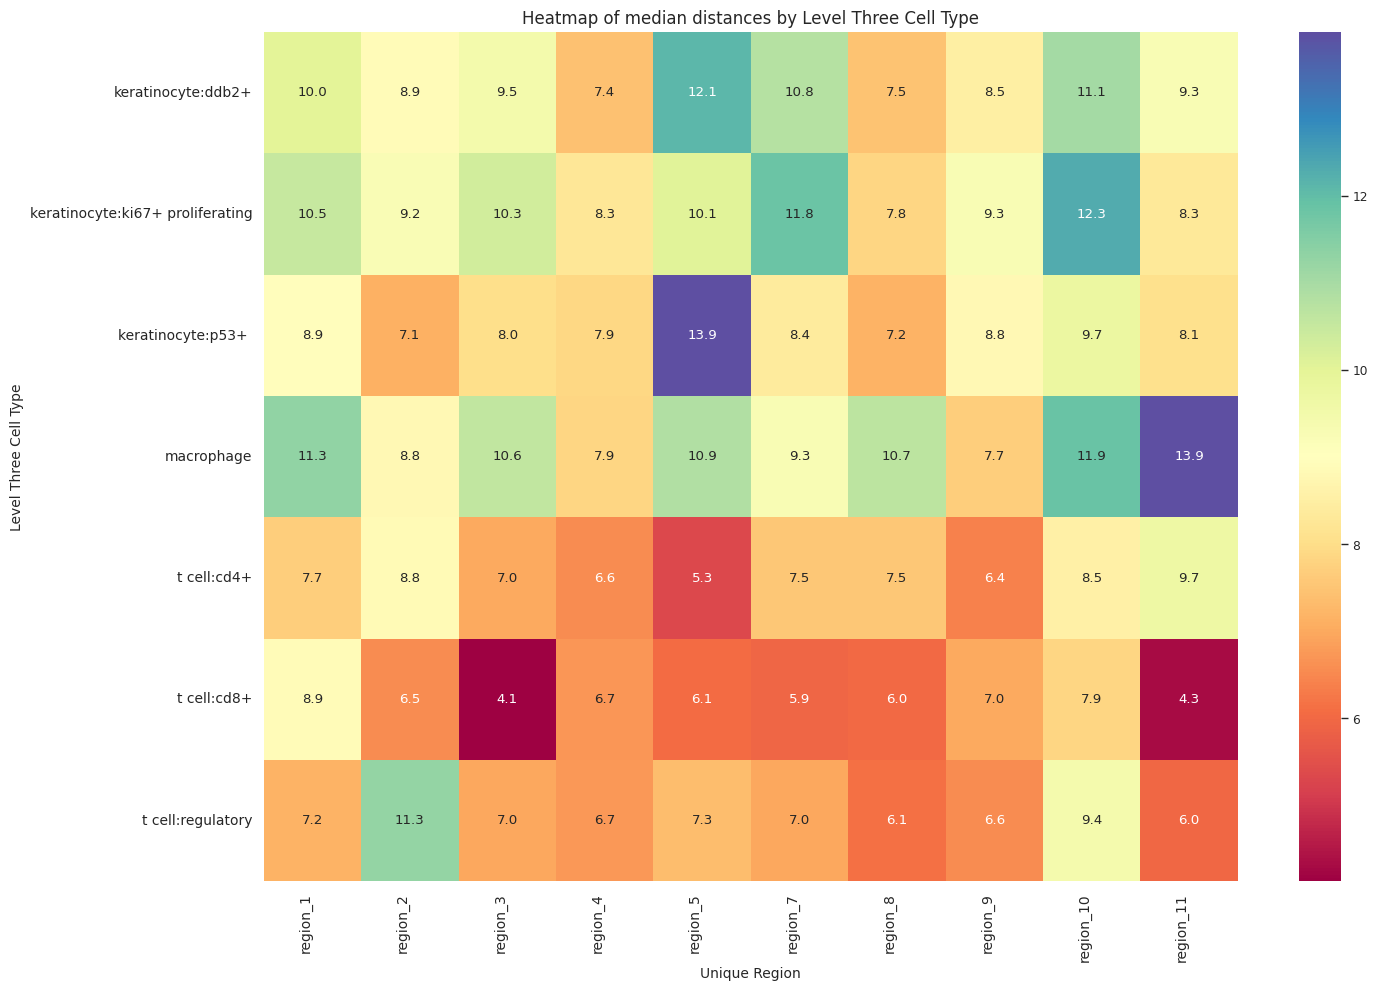 Heatmap of median distances by Level Three Cell Type
Level Three Cell Type
keratinocyte:ddb2+ 10.0 8.9 9.5 7.4 12.1 10.8 7.5 8.5 11.1 9.3
keratinocyte:ki67+ proliferating 10.5 9.2 10.3 8.3 10.1 11.8 7.8 9.3 12.3 8.3
keratinocyte:p53+ 8.9 7.1 8.0 7.9 13.9 8.4 7.2 8.8 9.7 8.1
macrophage 11.3 8.8 10.6 7.9 10.9 9.3 10.7 7.7 11.9 13.9
t cell:cd4+ 7.7 8.8 7.0 6.6 5.3 7.5 7.5 6.4 8.5 9.7
t cell:cd8+ 8.9 6.5 4.1 6.7 6.1 5.9 6.0 7.0 7.9 4.3
t cell:regulatory 7.2 11.3 7.0 6.7 7.3 7.0 6.1 6.6 9.4 6.0
region_1 region_2 region_3 region_4 region_5 region_7 region_8 region_9 region_10 region_11
Unique Region
12
10
8
6